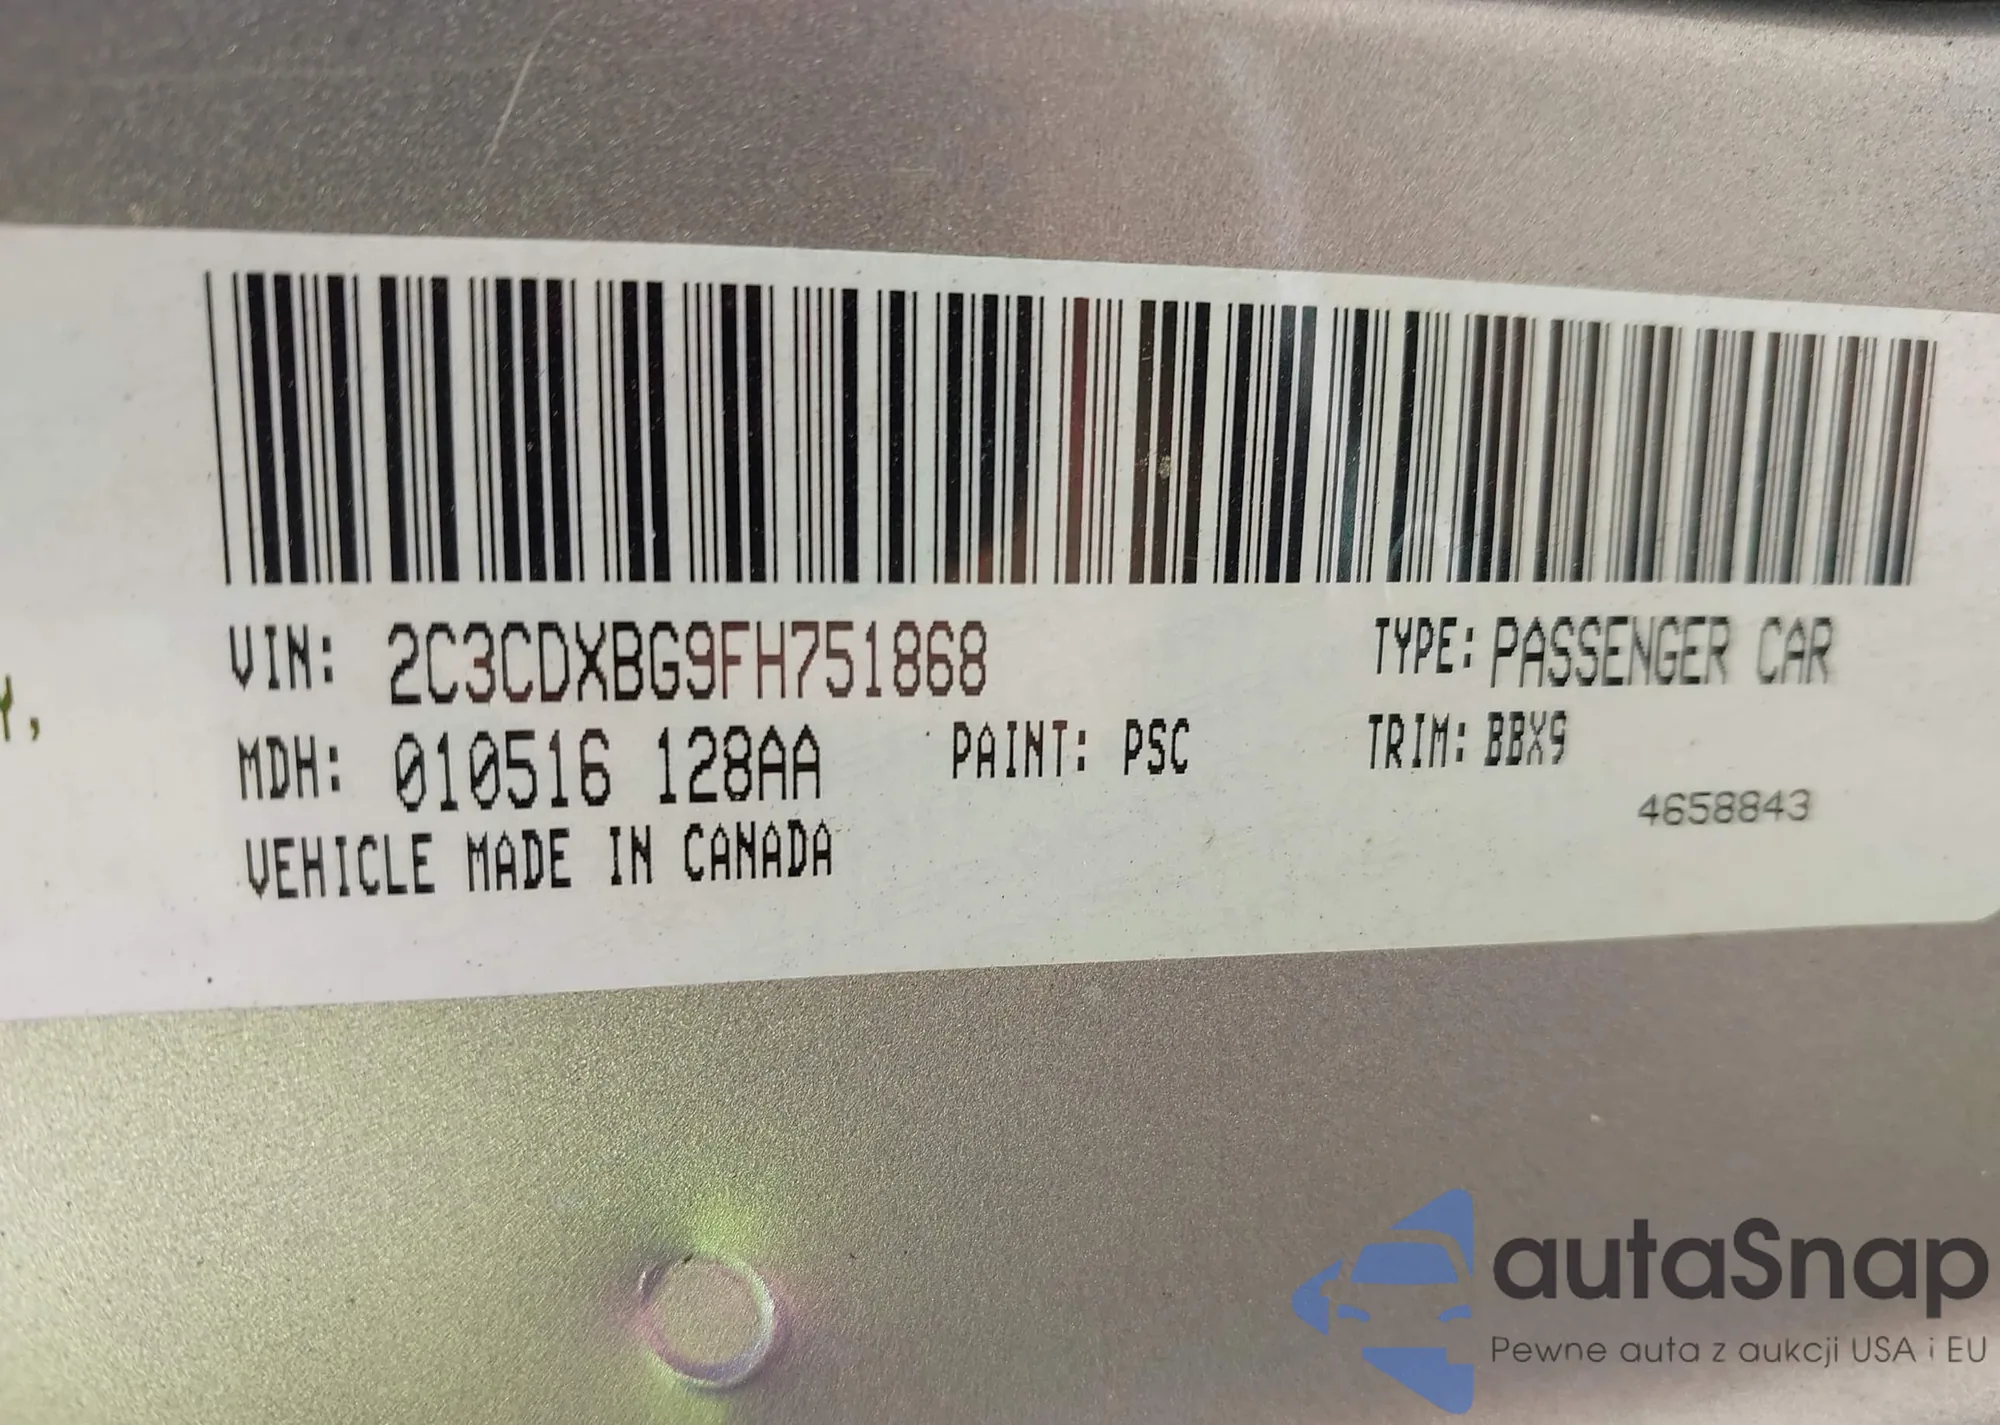 VIN: 2C3CDXBG9FH751868
TYPE: PASSENGER CAR
Y,
MDH: 010516 128AA
PAINT: PSC
TRIM: BBX9
4658843
VEHICLE MADE IN CANADA
autaSnap
Pewne auta z aukcji USA i EU